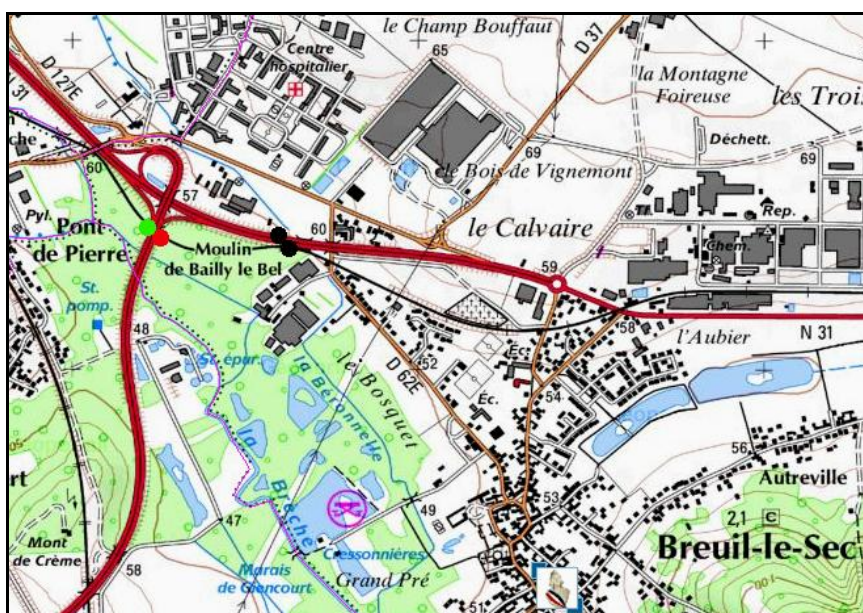 le Champ Bouffaut
65
D 37
Centre
hospitalier
D 127E
N 31
la Montagne
Foireuse
les Trois
Déchett.
69
69
60
57
le Bois de Vignemont
Pyl.
Pont
de Pierre
Moulin
de Bailly le Bel
60
le Calvaire
Rep.
Chem.
59
St.
pomp.
48
58
l'Aubier
N 31
St. épur.
la Béronnelle
le Bosquet
D 62E
52
Éc.
Éc.
54
la Brèche
56
Autreville
47
49
53
2,1
C
Breuil-le-Sec
Mont
de Crème
58
Cressonnières
Marais
de Giencourt
Grand Pré
51